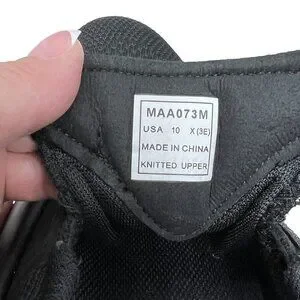 MAA073M
USA 10 X(3E)
MADE IN CHINA
KNITTED UPPER